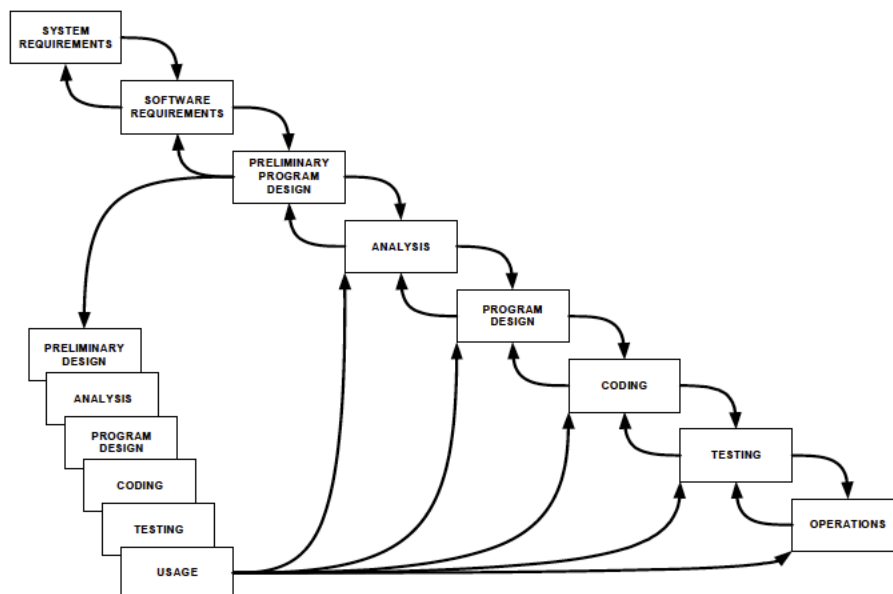 SYSTEM
REQUIREMENTS
SOFTWARE
REQUIREMENTS
PRELIMINARY
PROGRAM
DESIGN
ANALYSIS
PROGRAM
DESIGN
CODING
TESTING
OPERATIONS
PRELIMINARY
DESIGN
ANALYSIS
PROGRAM
DESIGN
CODING
TESTING
USAGE